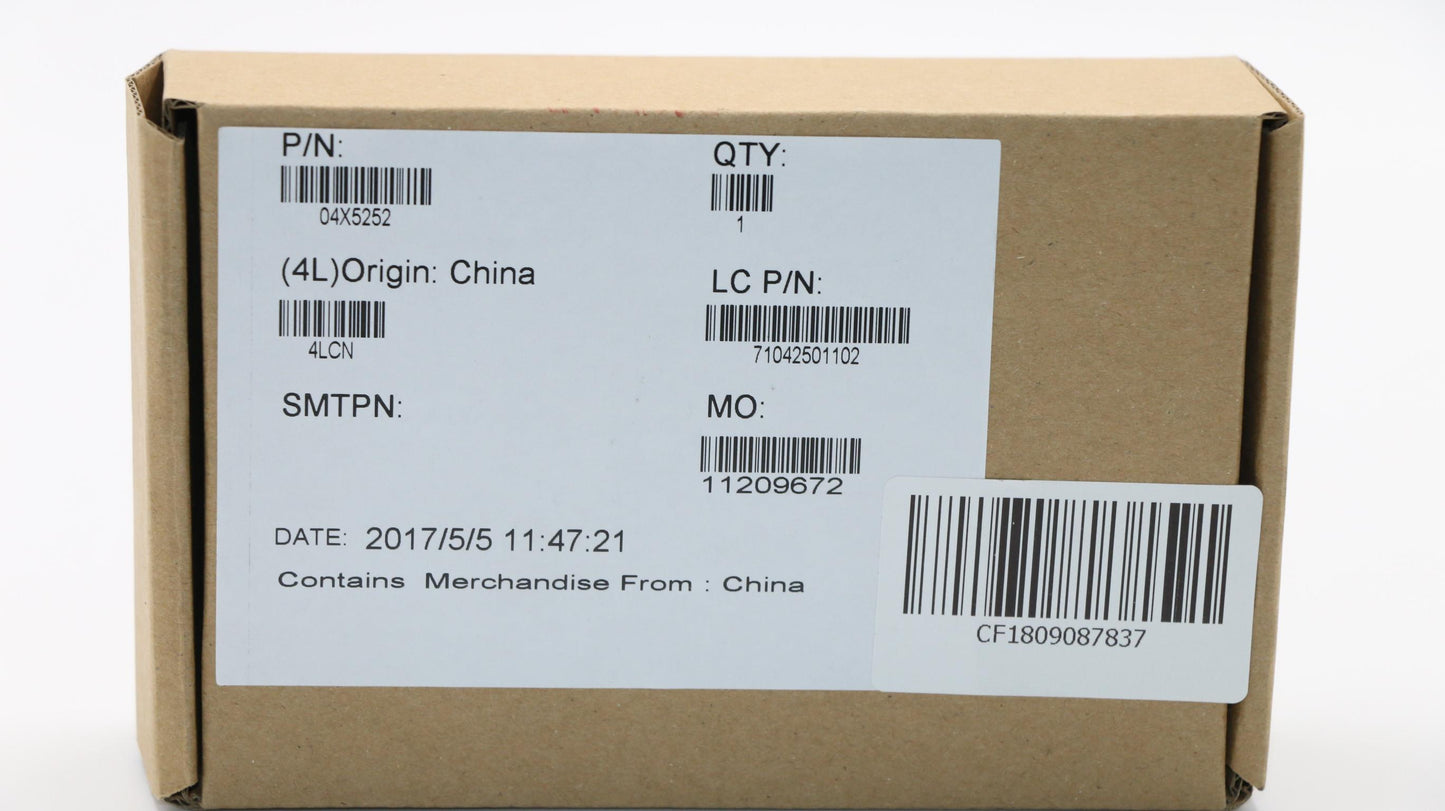 P/N:
04X5252
QTY:
1
(4L)Origin: China
4LCN
LC P/N:
71042501102
SMTPN:
MO:
11209672
DATE: 2017/5/5 11:47:21
Contains Merchandise From : China
CF1809087837